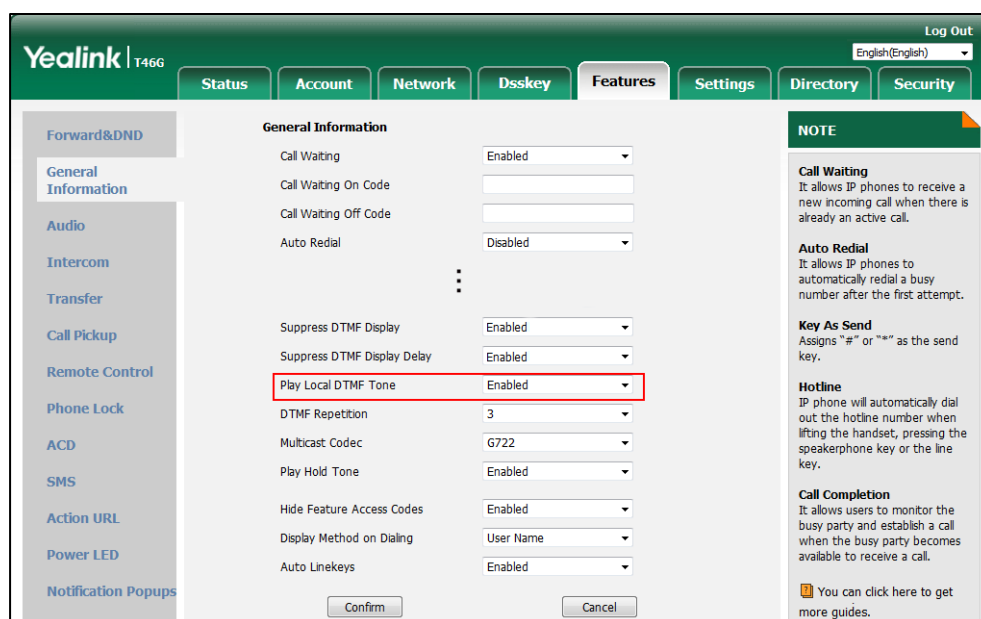 Log Out
Yealink T46G
English(English)
Status Account Network Dsskey Features Settings Directory Security
Forward&DND
General
Information
Audio
Intercom
Transfer
Call Pickup
Remote Control
Phone Lock
ACD
SMS
Action URL
Power LED
Notification Popups
General Information
Call Waiting Enabled
Call Waiting On Code
Call Waiting Off Code
Auto Redial Disabled
Suppress DTMF Display Enabled
Suppress DTMF Display Delay Enabled
Play Local DTMF Tone Enabled
DTMF Repetition 3
Multicast Codec G722
Play Hold Tone Enabled
Hide Feature Access Codes Enabled
Display Method on Dialing User Name
Auto Linekeys Enabled
Confirm Cancel
NOTE
Call Waiting
It allows IP phones to receive a
new incoming call when there is
already an active call.
Auto Redial
It allows IP phones to
automatically redial a busy
number after the first attempt.
Key As Send
Assigns "#" or "*" as the send
key.
Hotline
IP phone will automatically dial
out the hotline number when
lifting the handset, pressing the
speakerphone key or the line
key.
Call Completion
It allows users to monitor the
busy party and establish a call
when the busy party becomes
available to receive a call.
You can click here to get
more guides.